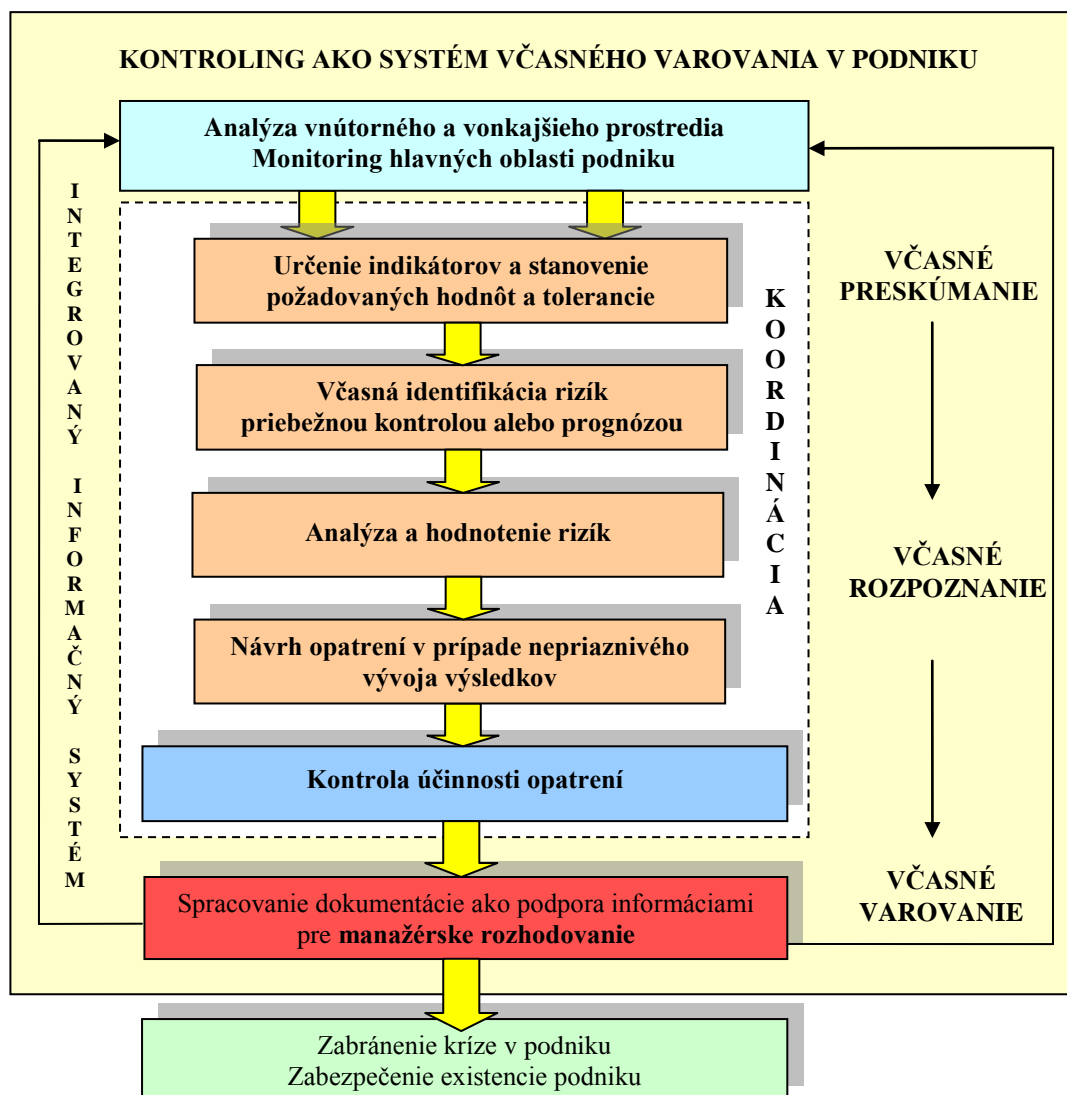 KONTROLING AKO SYSTÉM VČASNÉHO VAROVANIA V PODNIKU
Analýza vnútorného a vonkajšieho prostredia
Monitoring hlavných oblasti podniku
INTEGROVANÝ INFORMAČNÝ SYSTÉM
Určenie indikátorov a stanovenie
požadovaných hodnôt a tolerancie
Včasná identifikácia rizík
priebežnou kontrolou alebo prognózou
Analýza a hodnotenie rizík
Návrh opatrení v prípade nepriaznivého
vývoja výsledkov
Kontrola účinnosti opatrení
KOORDINÁCIA
VČASNÉ
PRESKÚMANIE
VČASNÉ
ROZPOZNANIE
VČASNÉ
VAROVANIE
Spracovanie dokumentácie ako podpora informáciami
pre manažérske rozhodovanie
Zabránenie kríze v podniku
Zabezpečenie existencie podniku